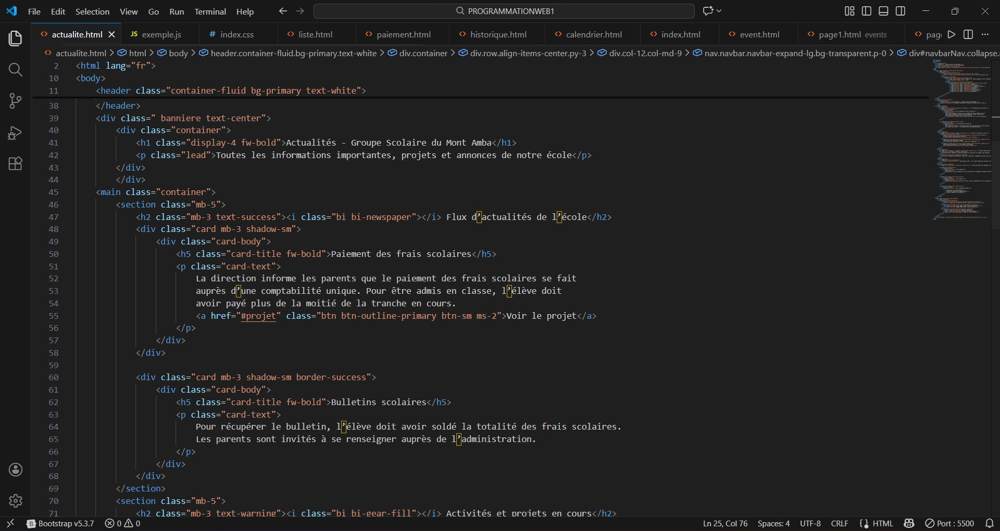 File Edit Selection View Go Run Terminal Help PROGRAMMATIONWEB1
actualite.html JS exemple.js # index.css liste.html paiement.html historique.html calendrier.html index.html event.html page1.html events pag
actualite.html > html > body > header.container-fluid.bg-primary.text-white > div.container > div.row.align-items-center.py-3 > div.col-12.col-md-9 > nav.navbar.navbar-expand-lg.bg-transparent.p-0 > div#navbarNav.collapse.
2 <html lang="fr">
10 <body>
11 <header class="container-fluid bg-primary text-white">
38 </header>
39 <div class=" banniere text-center">
40 <div class="container">
41 <h1 class="display-4 fw-bold">Actualités - Groupe Scolaire du Mont Amba</h1>
42 <p class="lead">Toutes les informations importantes, projets et annonces de notre école</p>
43 </div>
44 </div>
45 <main class="container">
46 <section class="mb-5">
47 <h2 class="mb-3 text-success"><i class="bi bi-newspaper"></i> Flux d’actualités de l’école</h2>
48 <div class="card mb-3 shadow-sm">
49 <div class="card-body">
50 <h5 class="card-title fw-bold">Paiement des frais scolaires</h5>
51 <p class="card-text">
52 La direction informe les parents que le paiement des frais scolaires se fait
53 auprès d’une comptabilité unique. Pour être admis en classe, l’élève doit
54 avoir payé plus de la moitié de la tranche en cours.
55 <a href="#projet" class="btn btn-outline-primary btn-sm ms-2">Voir le projet</a>
56 </p>
57 </div>
58 </div>
59
60 <div class="card mb-3 shadow-sm border-success">
61 <div class="card-body">
62 <h5 class="card-title fw-bold">Bulletins scolaires</h5>
63 <p class="card-text">
64 Pour récupérer le bulletin, l’élève doit avoir soldé la totalité des frais scolaires.
65 Les parents sont invités à se renseigner auprès de l’administration.
66 </p>
67 </div>
68 </div>
69 </section>
70 <section class="mb-5">
71 <h2 class="mb-3 text-warning"><i class="bi bi-gear-fill"></i> Activités et projets en cours</h2>
B Bootstrap v5.3.7 0 0 Ln 25, Col 76 Spaces: 4 UTF-8 CRLF { } HTML Port : 5500